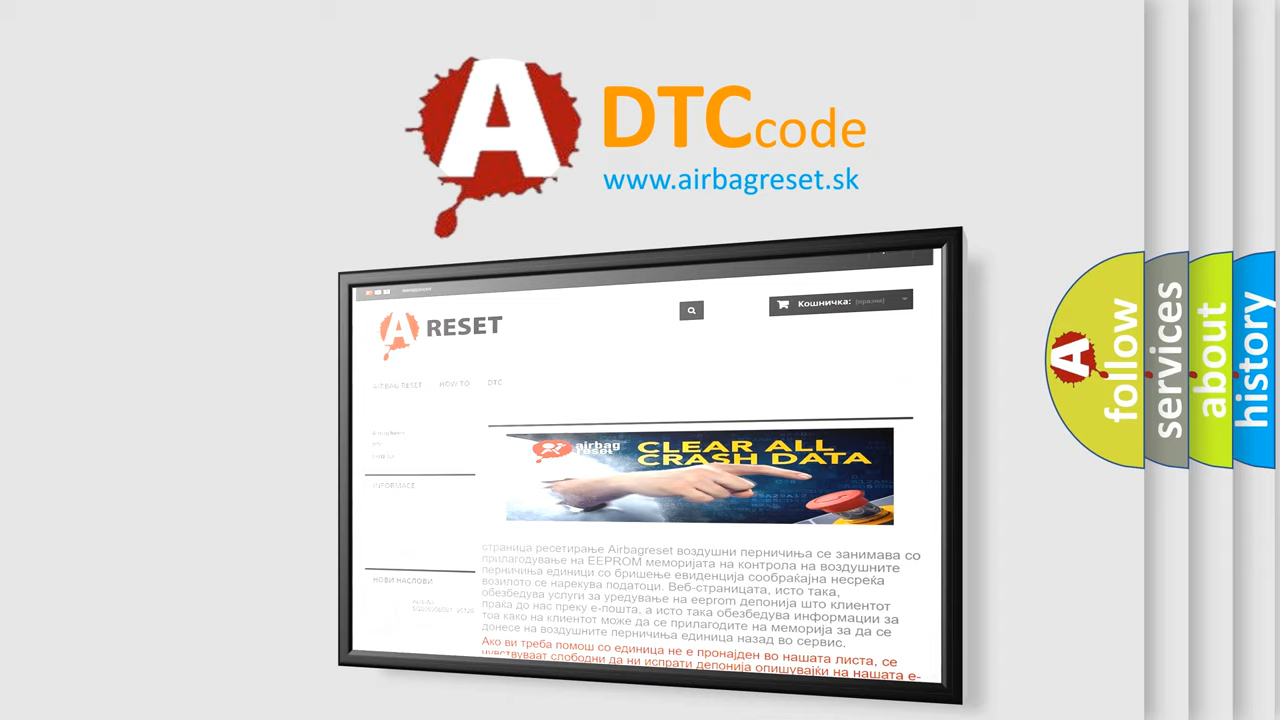 A
DTC code
www.airbagreset.sk
A RESET
Кошничка: (празни)
AIRBAG RESET HOW TO DTC
INFORMACE
НОВИ НАСЛОВИ
airbag
reset
CLEAR ALL
CRASH DATA
страница ресетирање Airbagreset воздушни перничиња се занимава со
прилагодување на EEPROM меморијата на контрола на воздушните
перничиња единици со бришење евиденција сообраќајна несреќа
возилото се нарекува податоци. Веб-страницата, исто така,
обезбедува услуги за уредување на eeprom депонија што клиентот
праќа до нас преку е-пошта, а исто така обезбедува информации за
тоа како на клиентот може да се прилагодите на меморија за да се
донесе на воздушните перничиња единица назад во сервис.
Ако ви треба помош со единица не е пронајден во нашата листа, се
чувствуваат слободни да ни испрати депонија опишувајќи на нашата е-
A
follow
services
about
history